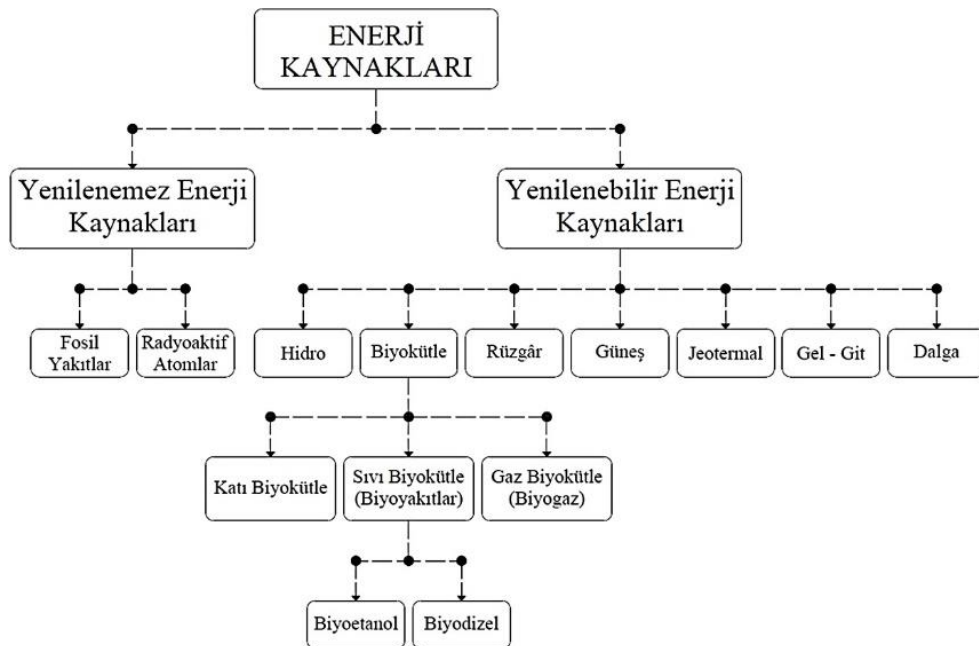 ENERJİ
KAYNAKLARI
Yenilenemez Enerji
Kaynakları
Yenilenebilir Enerji
Kaynakları
Fosil
Yakıtlar
Radyoaktif
Atomlar
Hidro
Biyokütle
Rüzgâr
Güneş
Jeotermal
Gel - Git
Dalga
Katı Biyokütle
Sıvı Biyokütle
(Biyoyakıtlar)
Gaz Biyokütle
(Biyogaz)
Biyoetanol
Biyodizel